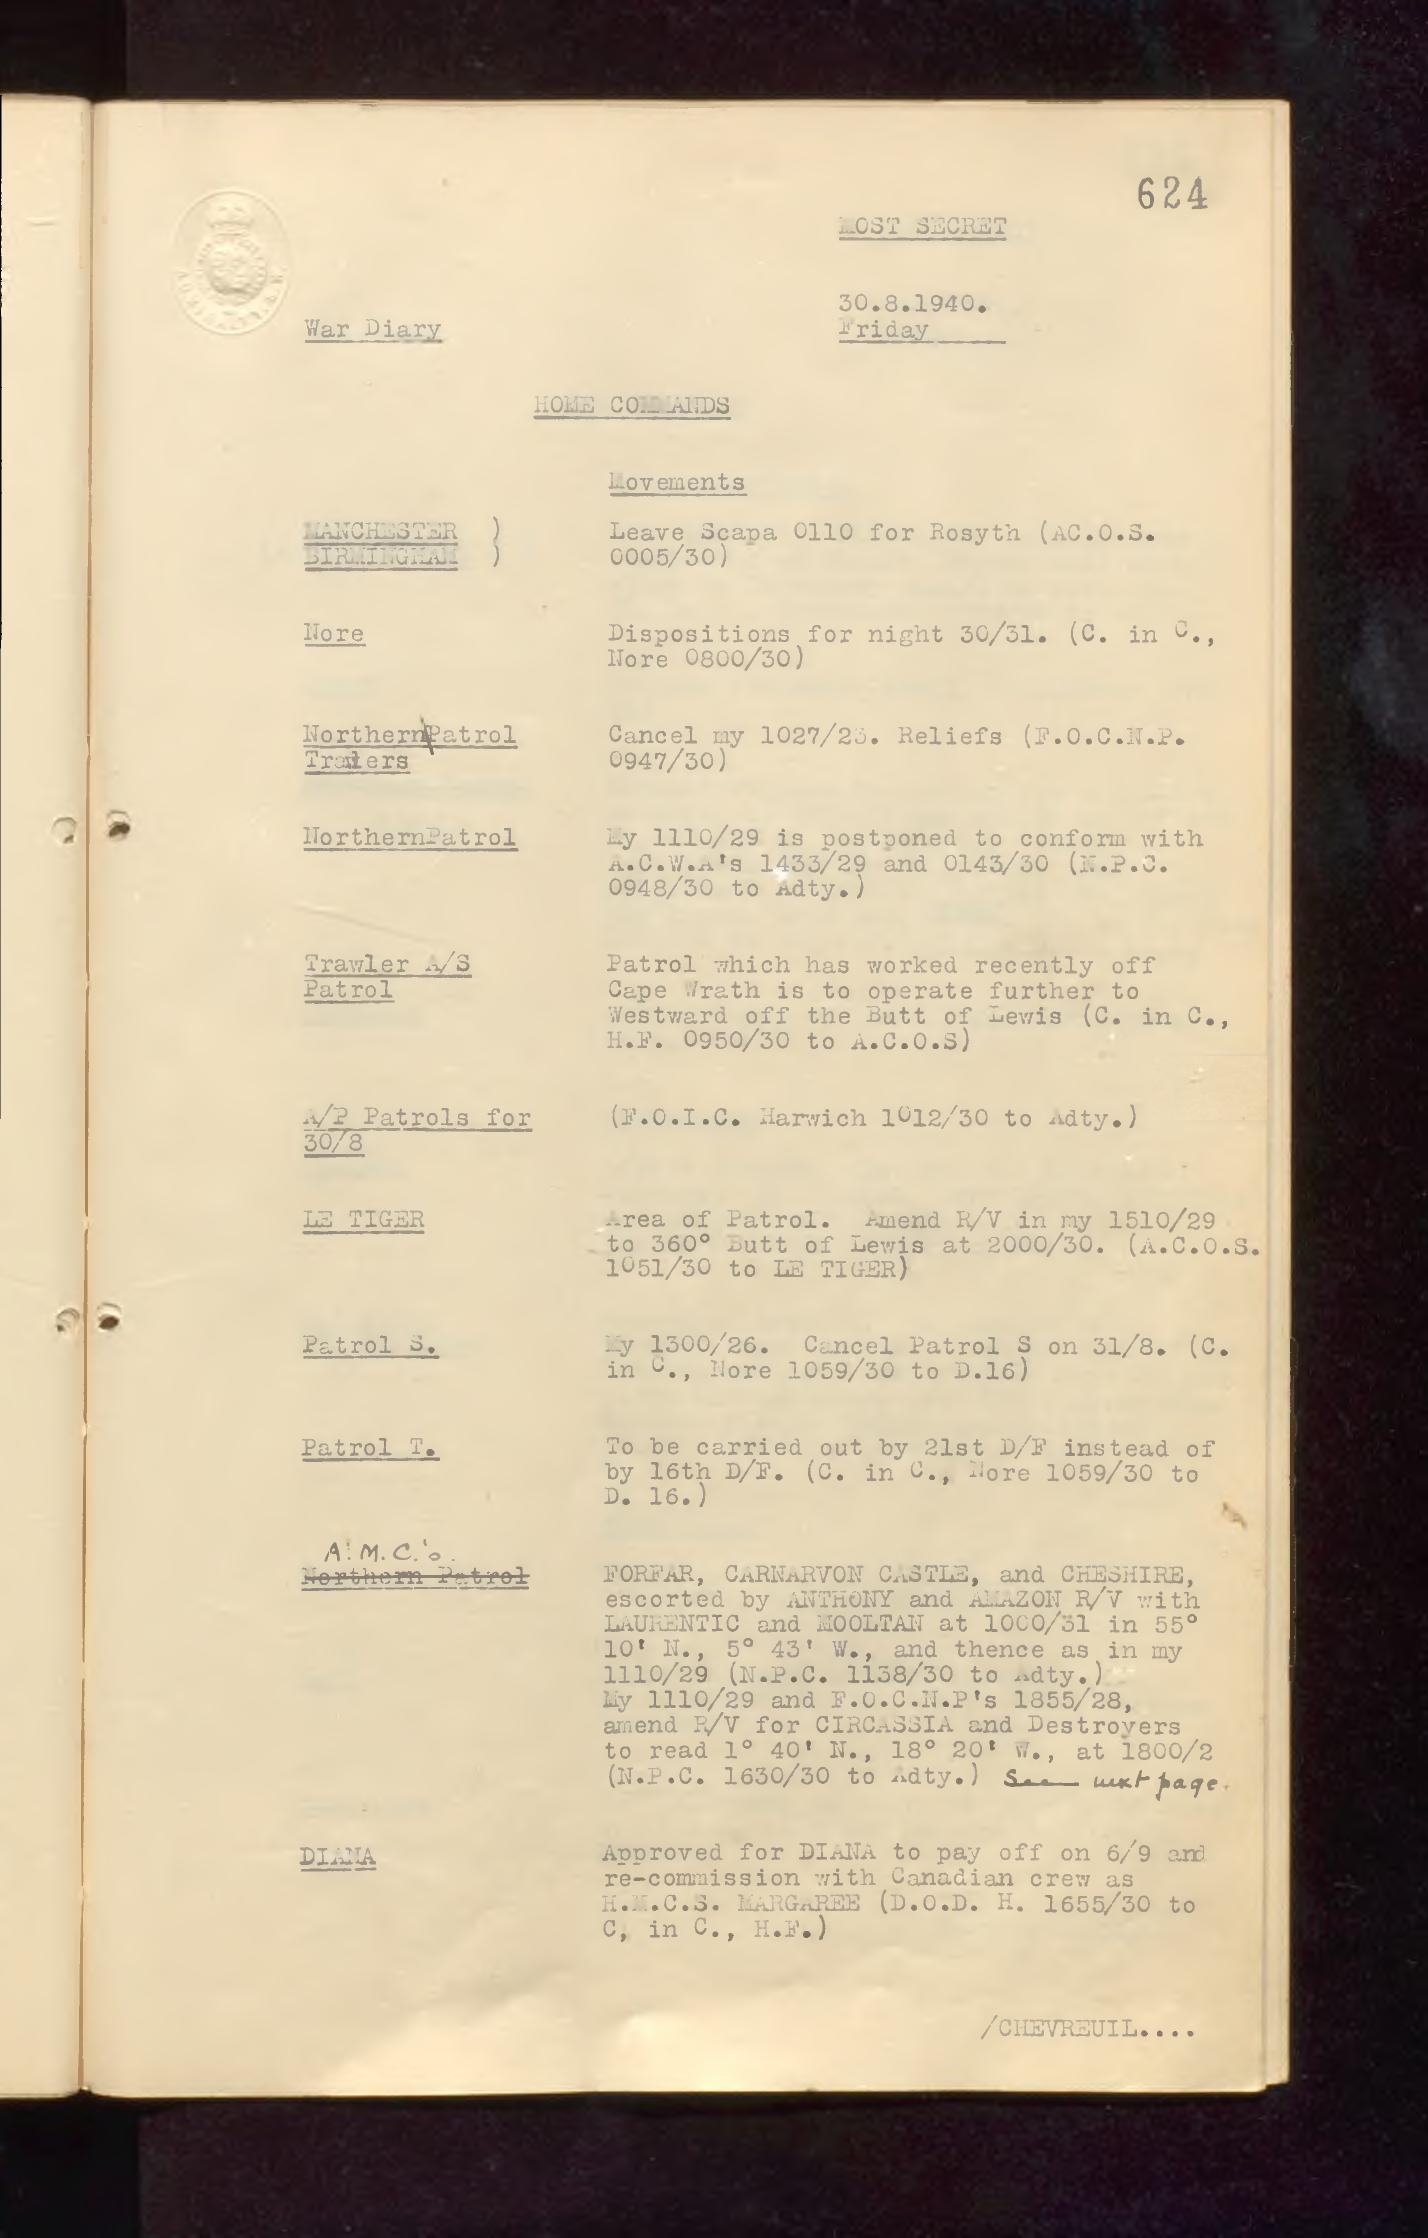 624
MOST SECRET
30.8.1940.
War Diary Friday
HOME COMMANDS
Movements
MANCHESTER ) Leave Scapa 0110 for Rosyth (AC.O.S.
BIRMINGHAM ) 0005/30)
Nore Dispositions for night 30/31. (C. in C.,
Nore 0800/30)
NorthernPatrol Cancel my 1027/23. Reliefs (F.O.C.N.P.
Trawlers 0947/30)
NorthernPatrol My 1110/29 is postponed to conform with
A.C.W.A's 1433/29 and 0143/30 (N.P.C.
0948/30 to Adty.)
Trawler A/S Patrol which has worked recently off
Patrol Cape Wrath is to operate further to
Westward off the Butt of Lewis (C. in C.,
H.F. 0950/30 to A.C.O.S)
A/P Patrols for (F.O.I.C. Harwich 1012/30 to Adty.)
30/8
LE TIGER Area of Patrol. Amend R/V in my 1510/29
to 360° Butt of Lewis at 2000/30. (A.C.O.S.
1051/30 to LE TIGER)
Patrol S. My 1300/26. Cancel Patrol S on 31/8. (C.
in C., Nore 1059/30 to D.16)
Patrol T. To be carried out by 21st D/F instead of
by 16th D/F. (C. in C., Nore 1059/30 to
D. 16.)
A.M.C.'s.
Northern Patrol FORFAR, CARNARVON CASTLE, and CHESHIRE,
escorted by ANTHONY and AMAZON R/V with
LAURENTIC and MOOLTAN at 1000/31 in 55°
10' N., 5° 43' W., and thence as in my
1110/29 (N.P.C. 1138/30 to Adty.)
My 1110/29 and F.O.C.N.P's 1855/28,
amend R/V for CIRCASSIA and Destroyers
to read 1° 40' N., 18° 20' W., at 1800/2
(N.P.C. 1630/30 to Adty.) See next page.
DIANA Approved for DIANA to pay off on 6/9 and
re-commission with Canadian crew as
H.M.C.S. MARGAREE (D.O.D. H. 1655/30 to
C, in C., H.F.)
/CHEVREUIL....